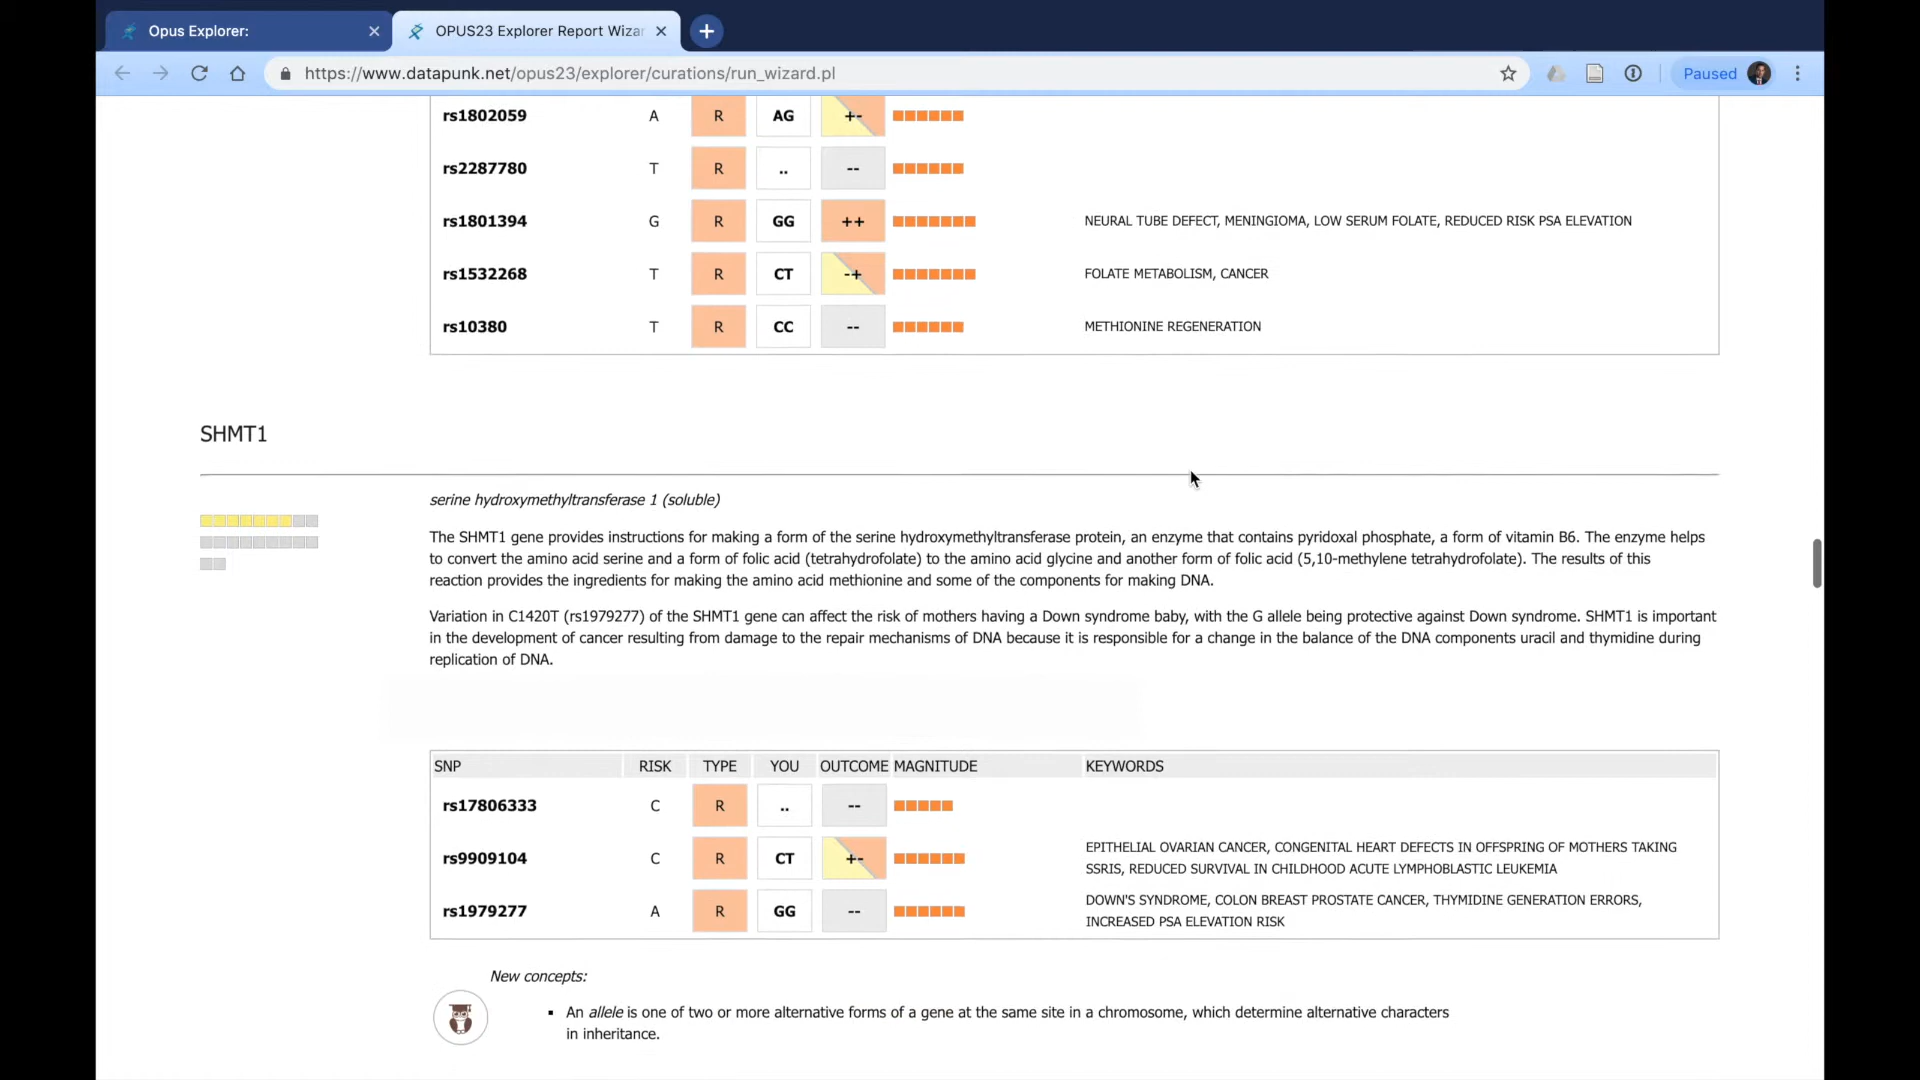 Opus Explorer:
OPUS23 Explorer Report Wizar
https://www.datapunk.net/opus23/explorer/curations/run_wizard.pl
Paused
rs1802059 A R AG +-
rs2287780 T R .. --
rs1801394 G R GG ++ NEURAL TUBE DEFECT, MENINGIOMA, LOW SERUM FOLATE, REDUCED RISK PSA ELEVATION
rs1532268 T R CT -+ FOLATE METABOLISM, CANCER
rs10380 T R CC -- METHIONINE REGENERATION
SHMT1
serine hydroxymethyltransferase 1 (soluble)
The SHMT1 gene provides instructions for making a form of the serine hydroxymethyltransferase protein, an enzyme that contains pyridoxal phosphate, a form of vitamin B6. The enzyme helps
to convert the amino acid serine and a form of folic acid (tetrahydrofolate) to the amino acid glycine and another form of folic acid (5,10-methylene tetrahydrofolate). The results of this
reaction provides the ingredients for making the amino acid methionine and some of the components for making DNA.
Variation in C1420T (rs1979277) of the SHMT1 gene can affect the risk of mothers having a Down syndrome baby, with the G allele being protective against Down syndrome. SHMT1 is important
in the development of cancer resulting from damage to the repair mechanisms of DNA because it is responsible for a change in the balance of the DNA components uracil and thymidine during
replication of DNA.
SNP RISK TYPE YOU OUTCOME MAGNITUDE KEYWORDS
rs17806333 C R .. --
rs9909104 C R CT +- EPITHELIAL OVARIAN CANCER, CONGENITAL HEART DEFECTS IN OFFSPRING OF MOTHERS TAKING
SSRIS, REDUCED SURVIVAL IN CHILDHOOD ACUTE LYMPHOBLASTIC LEUKEMIA
rs1979277 A R GG -- DOWN'S SYNDROME, COLON BREAST PROSTATE CANCER, THYMIDINE GENERATION ERRORS,
INCREASED PSA ELEVATION RISK
New concepts:
▪ An allele is one of two or more alternative forms of a gene at the same site in a chromosome, which determine alternative characters
in inheritance.